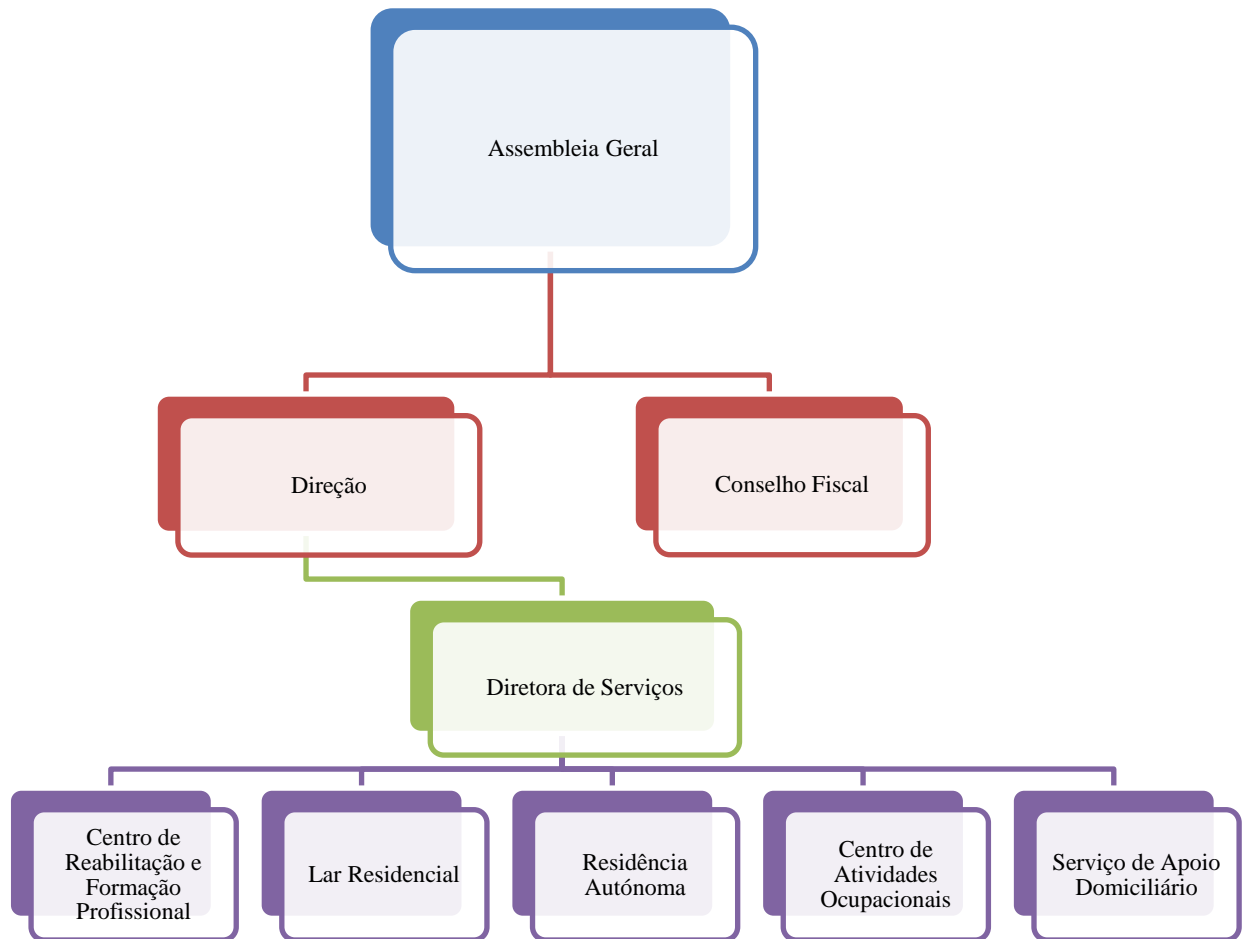 Assembleia Geral
Direção
Conselho Fiscal
Diretora de Serviços
Centro de
Reabilitação e
Formação
Profissional
Lar Residencial
Residência
Autónoma
Centro de
Atividades
Ocupacionais
Serviço de Apoio
Domiciliário